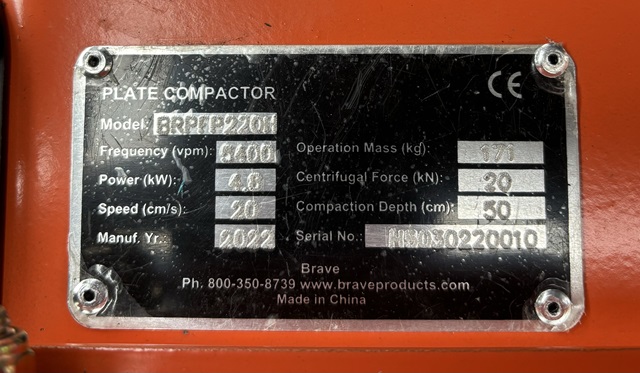 CE
PLATE COMPACTOR
Model: BRPFP220H
Frequency (vpm): 5400 Operation Mass (kg): 171
Power (kW): 4.8 Centrifugal Force (kN): 20
Speed (cm/s): 20 Compaction Depth (cm): 50
Manuf. Yr.: 2022 Serial No.:
Brave
Ph. 800-350-8739 www.braveproducts.com
Made in China